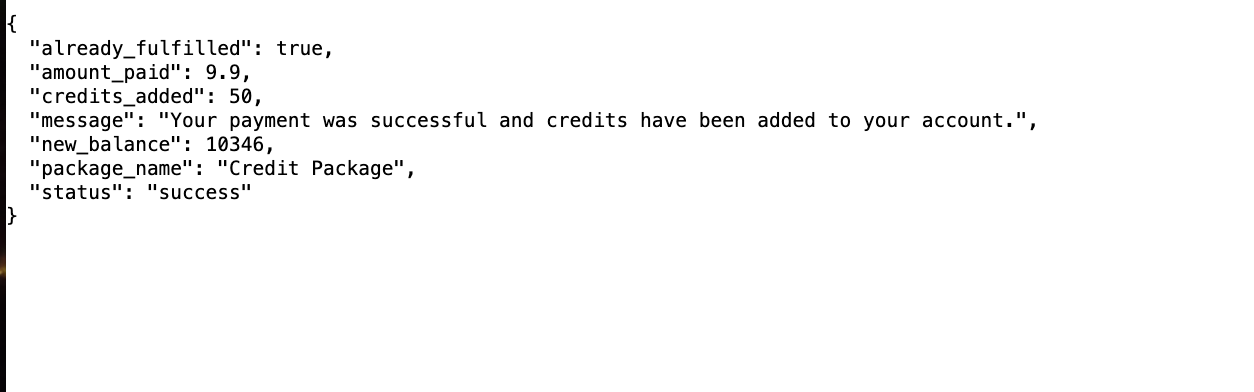 {
  "already_fulfilled": true,
  "amount_paid": 9.9,
  "credits_added": 50,
  "message": "Your payment was successful and credits have been added to your account.",
  "new_balance": 10346,
  "package_name": "Credit Package",
  "status": "success"
}